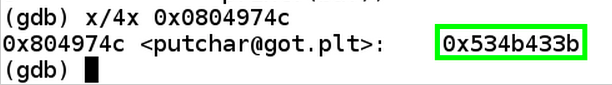 (gdb) x/4x 0x0804974c
0x804974c <putchar@got.plt>: 0x534b433b
(gdb)